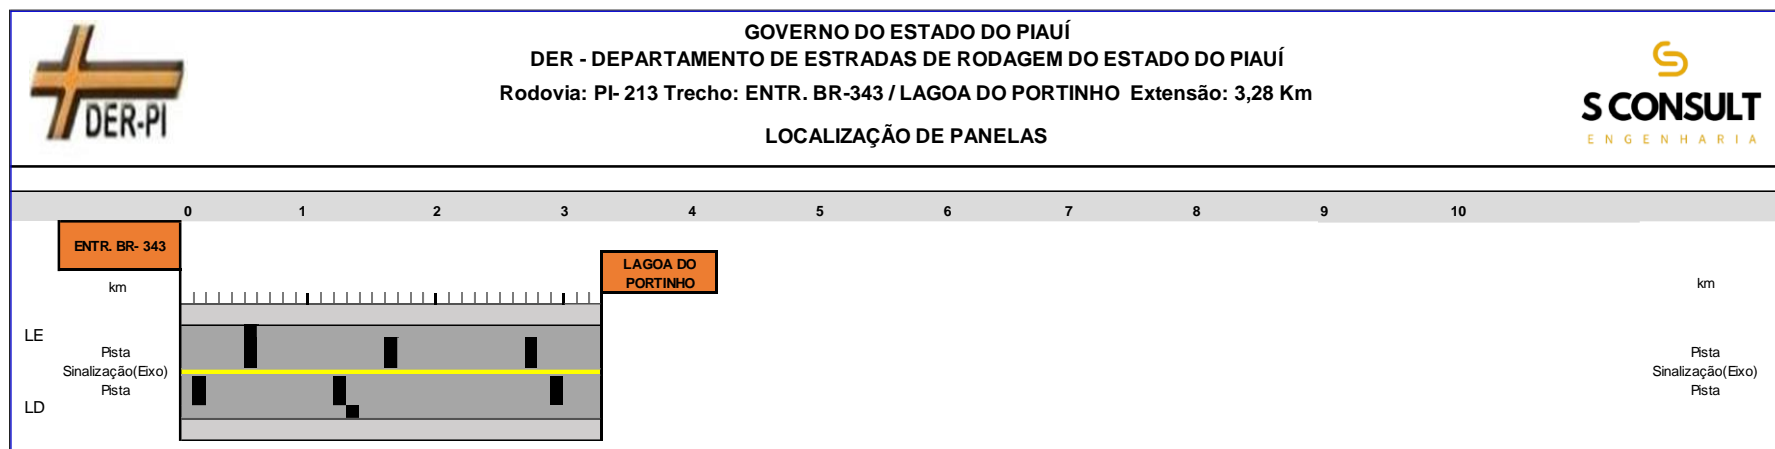 GOVERNO DO ESTADO DO PIAUÍ
DER - DEPARTAMENTO DE ESTRADAS DE RODAGEM DO ESTADO DO PIAUÍ
Rodovia: PI- 213 Trecho: ENTR. BR-343 / LAGOA DO PORTINHO Extensão: 3,28 Km
LOCALIZAÇÃO DE PANELAS
DER-PI
S CONSULT
ENGENHARIA
0 1 2 3 4 5 6 7 8 9 10
ENTR. BR- 343
LAGOA DO
PORTINHO
km km
LE
Pista Pista
Sinalização(Eixo) Sinalização(Eixo)
Pista Pista
LD